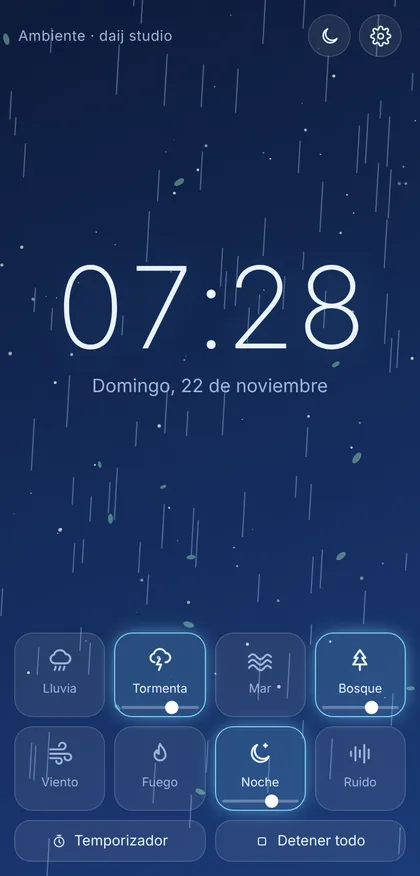 Ambiente · daij studio
07:28
Domingo, 22 de noviembre
Lluvia
Tormenta
Mar
Bosque
Viento
Fuego
Noche
Ruido
Temporizador
Detener todo